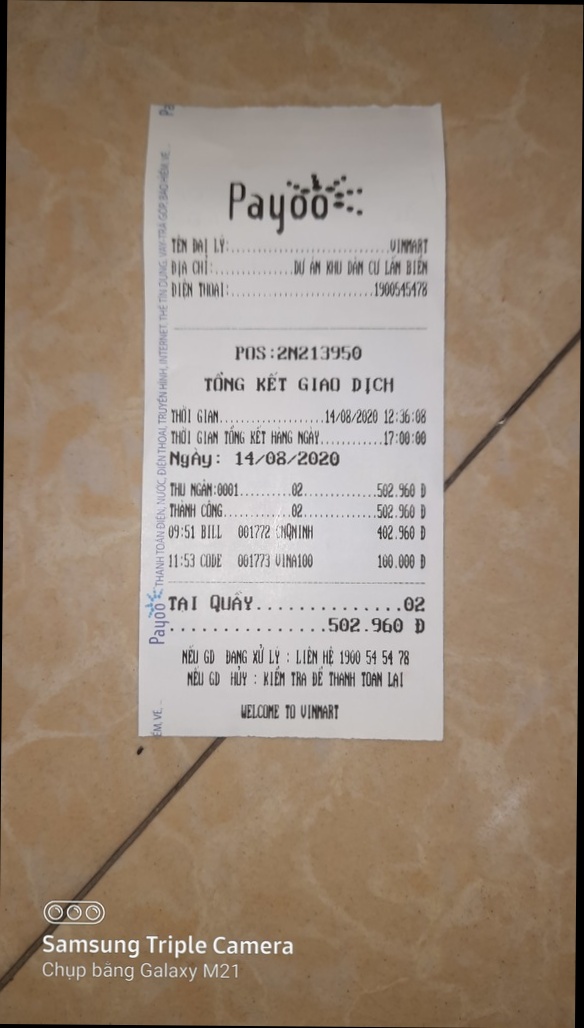 Pa
Payoo
TÊN ĐẠI LÝ:............................VINMART
ĐỊA CHỈ:..............DỰ ÁN KHU DÂN CƯ LẤN BIỂN
ĐIỆN THOẠI:..........................1900545478
POS:2N213950
TỔNG KẾT GIAO DỊCH
THỜI GIAN...................14/08/2020 12:36:08
THỜI GIAN TỔNG KẾT HÀNG NGÀY...........17:00:00
Ngày: 14/08/2020
THU NGÂN:0001.........02.............502.960 Đ
THÀNH CÔNG............02.............502.960 Đ
09:51 BILL 001772 CNQNINH 402.960 Đ
11:53 CODE 001773 VINA100 100.000 Đ
TẠI QUẦY..............02
................502.960 Đ
NẾU GD ĐANG XỬ LÝ : LIÊN HỆ 1900 54 54 78
NẾU GD HỦY : KIỂM TRA ĐỂ THANH TOÁN LẠI
WELCOME TO VINMART
Payoo THANH TOÁN ĐIỆN, NƯỚC, ĐIỆN THOẠI, TRUYỀN HÌNH, INTERNET, THẺ TÍN DỤNG, VAY-TRẢ GÓP, BẢO HIỂM, VÉ...
IỂM, VÉ...
Samsung Triple Camera
Chụp bằng Galaxy M21